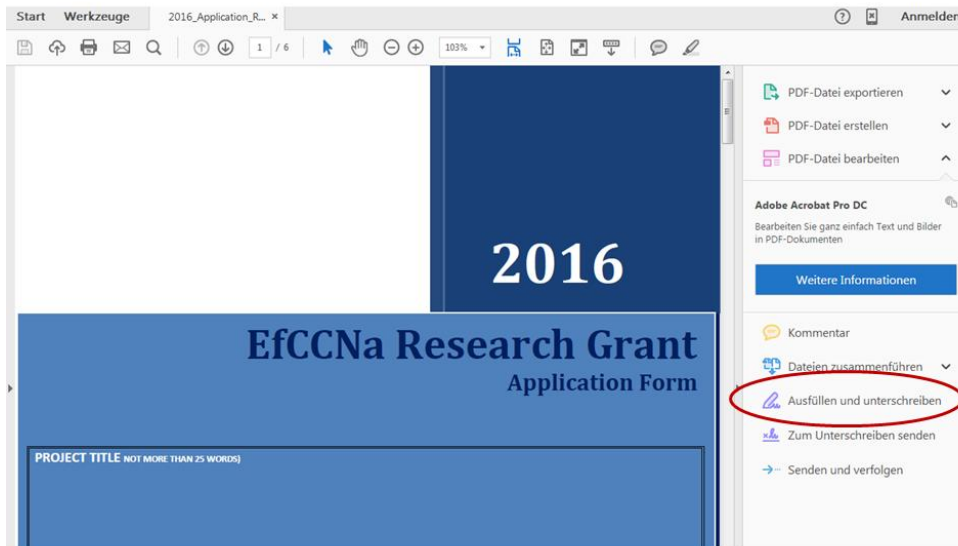 Start Werkzeuge 2016_Application_R... × ? Anmelden
1 / 6 103%
2016
EfCCNa Research Grant
Application Form
PROJECT TITLE NOT MORE THAN 25 WORDS)
PDF-Datei exportieren
PDF-Datei erstellen
PDF-Datei bearbeiten
Adobe Acrobat Pro DC
Bearbeiten Sie ganz einfach Text und Bilder
in PDF-Dokumenten
Weitere Informationen
Kommentar
Dateien zusammenführen
Ausfüllen und unterschreiben
Zum Unterschreiben senden
Senden und verfolgen